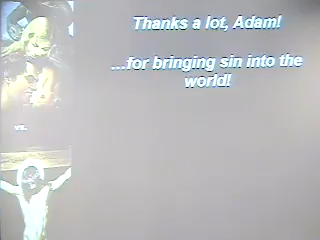 Thanks a lot, Adam!
...for bringing sin into the
world!
vs.